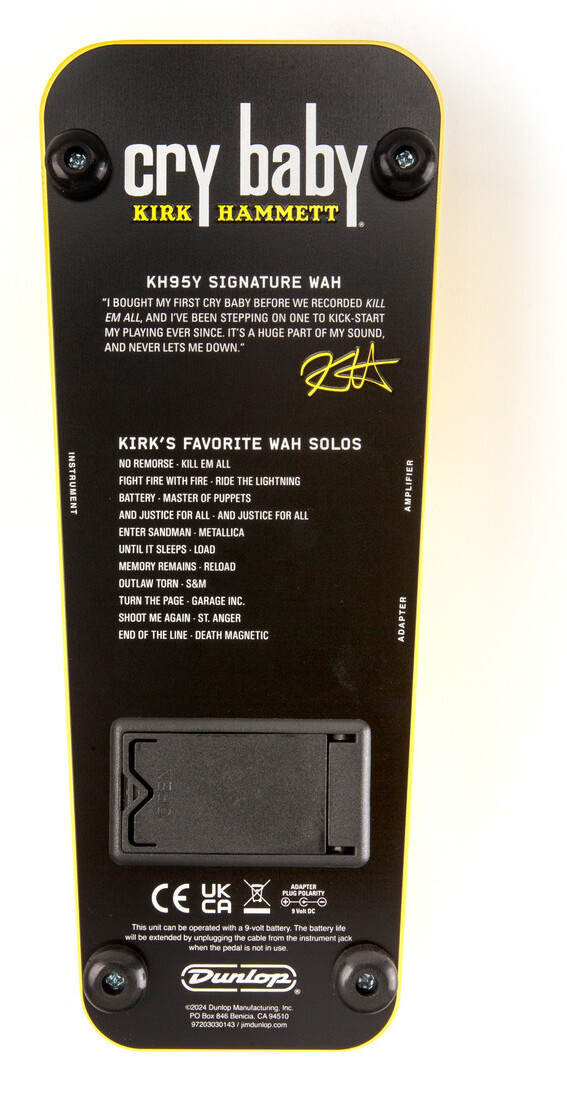 cry baby
KIRK HAMMETT
®
KH95Y SIGNATURE WAH
"I BOUGHT MY FIRST CRY BABY BEFORE WE RECORDED KILL
EM ALL, AND I'VE BEEN STEPPING ON ONE TO KICK-START
MY PLAYING EVER SINCE. IT'S A HUGE PART OF MY SOUND,
AND NEVER LETS ME DOWN."
KIRK'S FAVORITE WAH SOLOS
NO REMORSE · KILL EM ALL
FIGHT FIRE WITH FIRE · RIDE THE LIGHTNING
BATTERY · MASTER OF PUPPETS
AND JUSTICE FOR ALL · AND JUSTICE FOR ALL
ENTER SANDMAN · METALLICA
UNTIL IT SLEEPS · LOAD
MEMORY REMAINS · RELOAD
OUTLAW TORN · S&M
TURN THE PAGE · GARAGE INC.
SHOOT ME AGAIN · ST. ANGER
END OF THE LINE · DEATH MAGNETIC
INSTRUMENT
AMPLIFIER
ADAPTER
OPEN
CE
UK
CA
ADAPTER
PLUG POLARITY
9 Volt DC
This unit can be operated with a 9-volt battery. The battery life
will be extended by unplugging the cable from the instrument jack
when the pedal is not in use.
Dunlop®
©2024 Dunlop Manufacturing, Inc.
PO Box 846 Benicia, CA 94510
97203030143 / jimdunlop.com